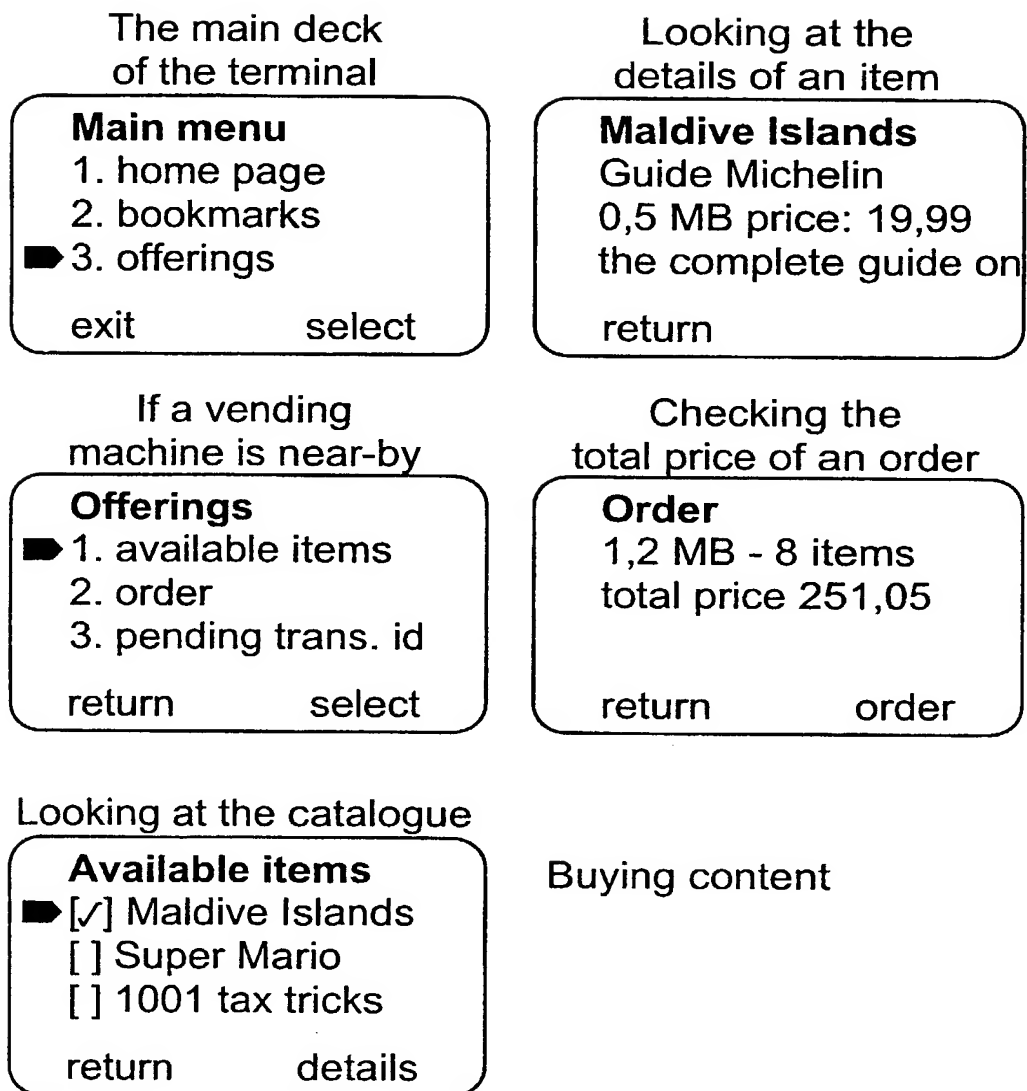 The main deck
of the terminal
Main menu
1. home page
2. bookmarks
3. offerings
exit select
If a vending
machine is near-by
Offerings
1. available items
2. order
3. pending trans. id
return select
Looking at the catalogue
Available items
[✓] Maldive Islands
[ ] Super Mario
[ ] 1001 tax tricks
return details
Looking at the
details of an item
Maldive Islands
Guide Michelin
0,5 MB price: 19,99
the complete guide on
return
Checking the
total price of an order
Order
1,2 MB - 8 items
total price 251,05
return order
Buying content